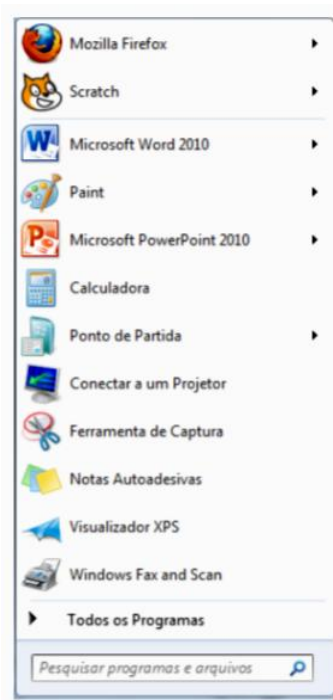 Mozilla Firefox
Scratch
Microsoft Word 2010
Paint
Microsoft PowerPoint 2010
Calculadora
Ponto de Partida
Conectar a um Projetor
Ferramenta de Captura
Notas Autoadesivas
Visualizador XPS
Windows Fax and Scan
Todos os Programas
Pesquisar programas e arquivos